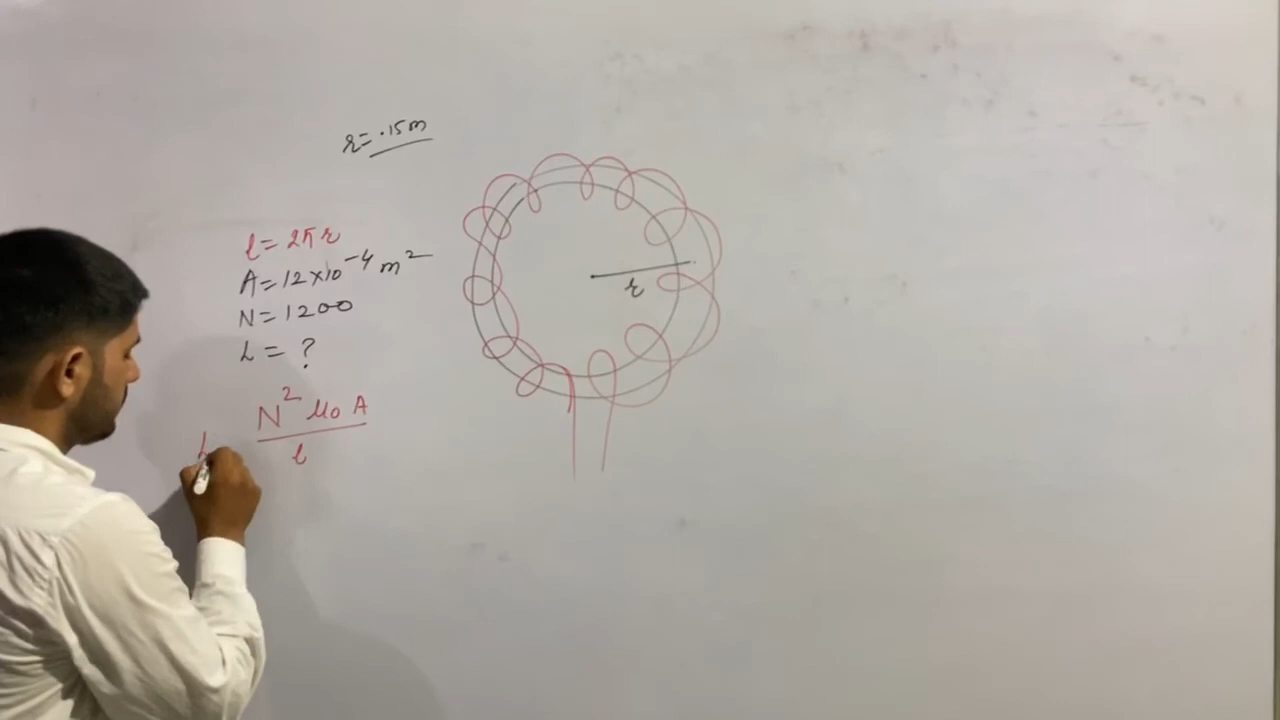 r = .15m
l = 2πr
A = 12×10⁻⁴ m²
N = 1200
L = ?
N² μ₀ A
L
l
r